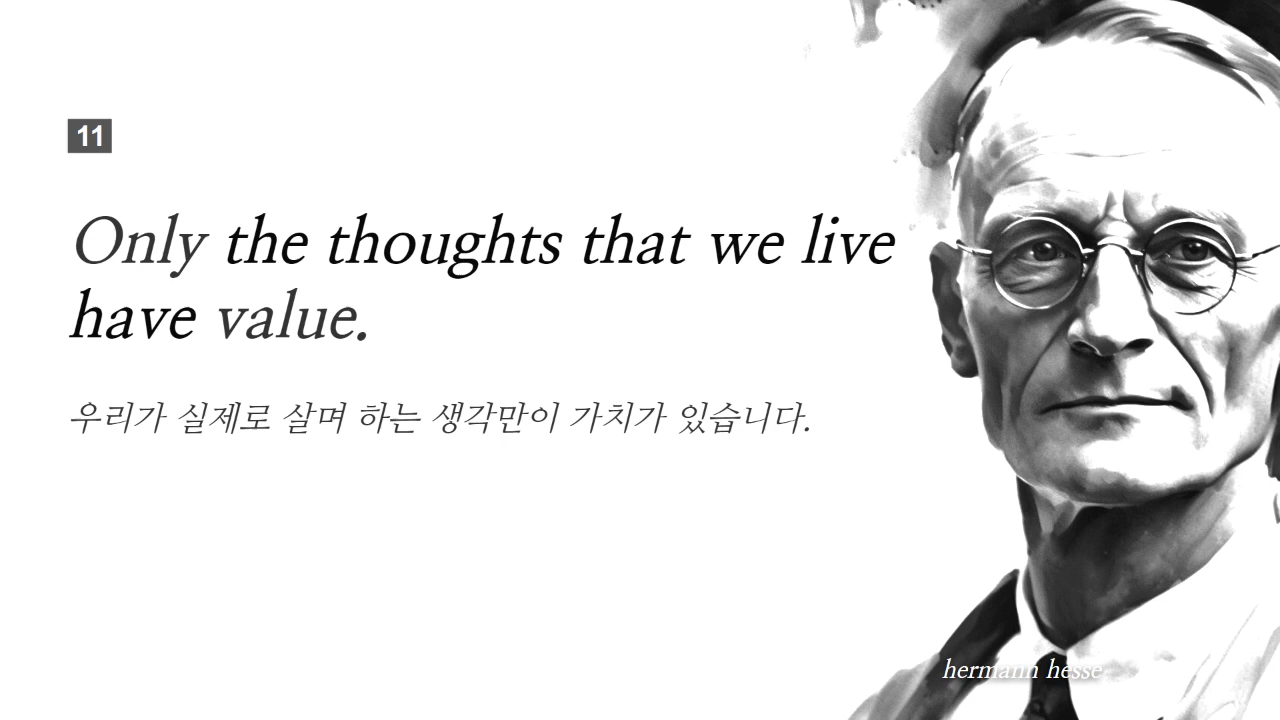 11
Only the thoughts that we live
have value.
우리가 실제로 살며 하는 생각만이 가치가 있습니다.
hermann hesse